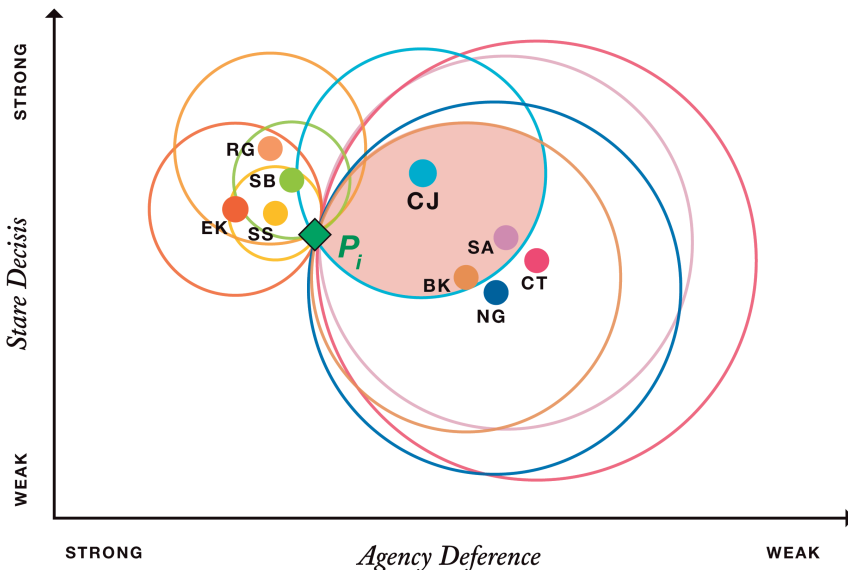 STRONG
Stare Decisis
WEAK
RG
SB
EK
SS
Pi
CJ
SA
BK
CT
NG
STRONG
Agency Deference
WEAK